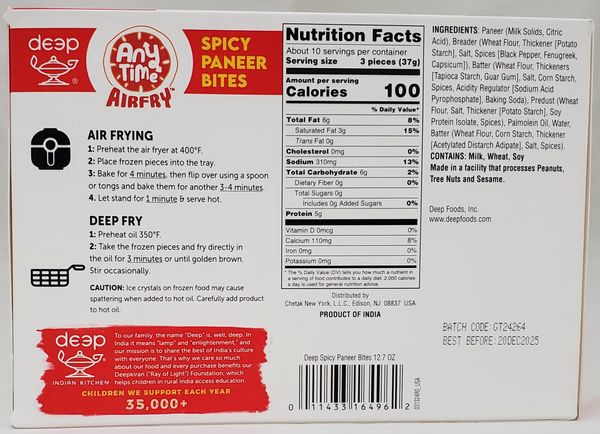 deep
®
Any
Time
AIRFRY™
SPICY
PANEER
BITES
AIR FRYING
1: Preheat the air fryer at 400°F.
2: Place frozen pieces into the tray.
3: Bake for 4 minutes, then flip over using a spoon
or tongs and bake them for another 3-4 minutes.
4. Let stand for 1 minute & serve hot.
DEEP FRY
1: Preheat oil 350°F.
2: Take the frozen pieces and fry directly in
the oil for 3 minutes or until golden brown.
Stir occasionally.
CAUTION: Ice crystals on frozen food may cause
spattering when added to hot oil. Carefully add product
to hot oil.
deep
®
INDIAN KITCHEN
To our family, the name "Deep" is, well, deep. In
India it means "lamp" and "enlightenment," and
our mission is to share the best of India's culture
with everyone. That's why we care so much
about our food and every purchase benefits our
Deepkiran ("Ray of Light") Foundation, which
helps children in rural India access education.
CHILDREN WE SUPPORT EACH YEAR
35,000+
Nutrition Facts
About 10 servings per container
Serving size 3 pieces (37g)
Amount per serving
Calories 100
% Daily Value*
Total Fat 6g 8%
Saturated Fat 3g 15%
Trans Fat 0g
Cholesterol 0mg 0%
Sodium 310mg 13%
Total Carbohydrate 6g 2%
Dietary Fiber 0g 0%
Total Sugars 0g
Includes 0g Added Sugars 0%
Protein 5g
Vitamin D 0mcg 0%
Calcium 110mg 8%
Iron 0mg 0%
Potassium 0mg 0%
* The % Daily Value (DV) tells you how much a nutrient in
a serving of food contributes to a daily diet. 2,000 calories
a day is used for general nutrition advice.
Distributed by
Chetak New York, L.L.C., Edison, NJ 08837 USA
PRODUCT OF INDIA
Deep Spicy Paneer Bites 12.7 OZ
0 11433 16496 2
INGREDIENTS: Paneer (Milk Solids, Citric
Acid), Breader (Wheat Flour, Thickener [Potato
Starch], Salt, Spices [Black Pepper, Fenugreek,
Capsicum]), Batter (Wheat Flour, Thickeners
[Tapioca Starch, Guar Gum], Salt, Corn Starch,
Spices, Acidity Regulator [Sodium Acid
Pyrophosphate], Baking Soda), Predust (Wheat
Flour, Salt, Thickener [Potato Starch], Soy
Protein Isolate, Spices), Palmolein Oil, Water,
Batter (Wheat Flour, Corn Starch, Thickener
[Acetylated Distarch Adipate], Salt, Spices).
CONTAINS: Milk, Wheat, Soy
Made in a facility that processes Peanuts,
Tree Nuts and Sesame.
Deep Foods, Inc.
www.deepfoods.com
BATCH CODE:GT24264
BEST BEFORE:20DEC2025